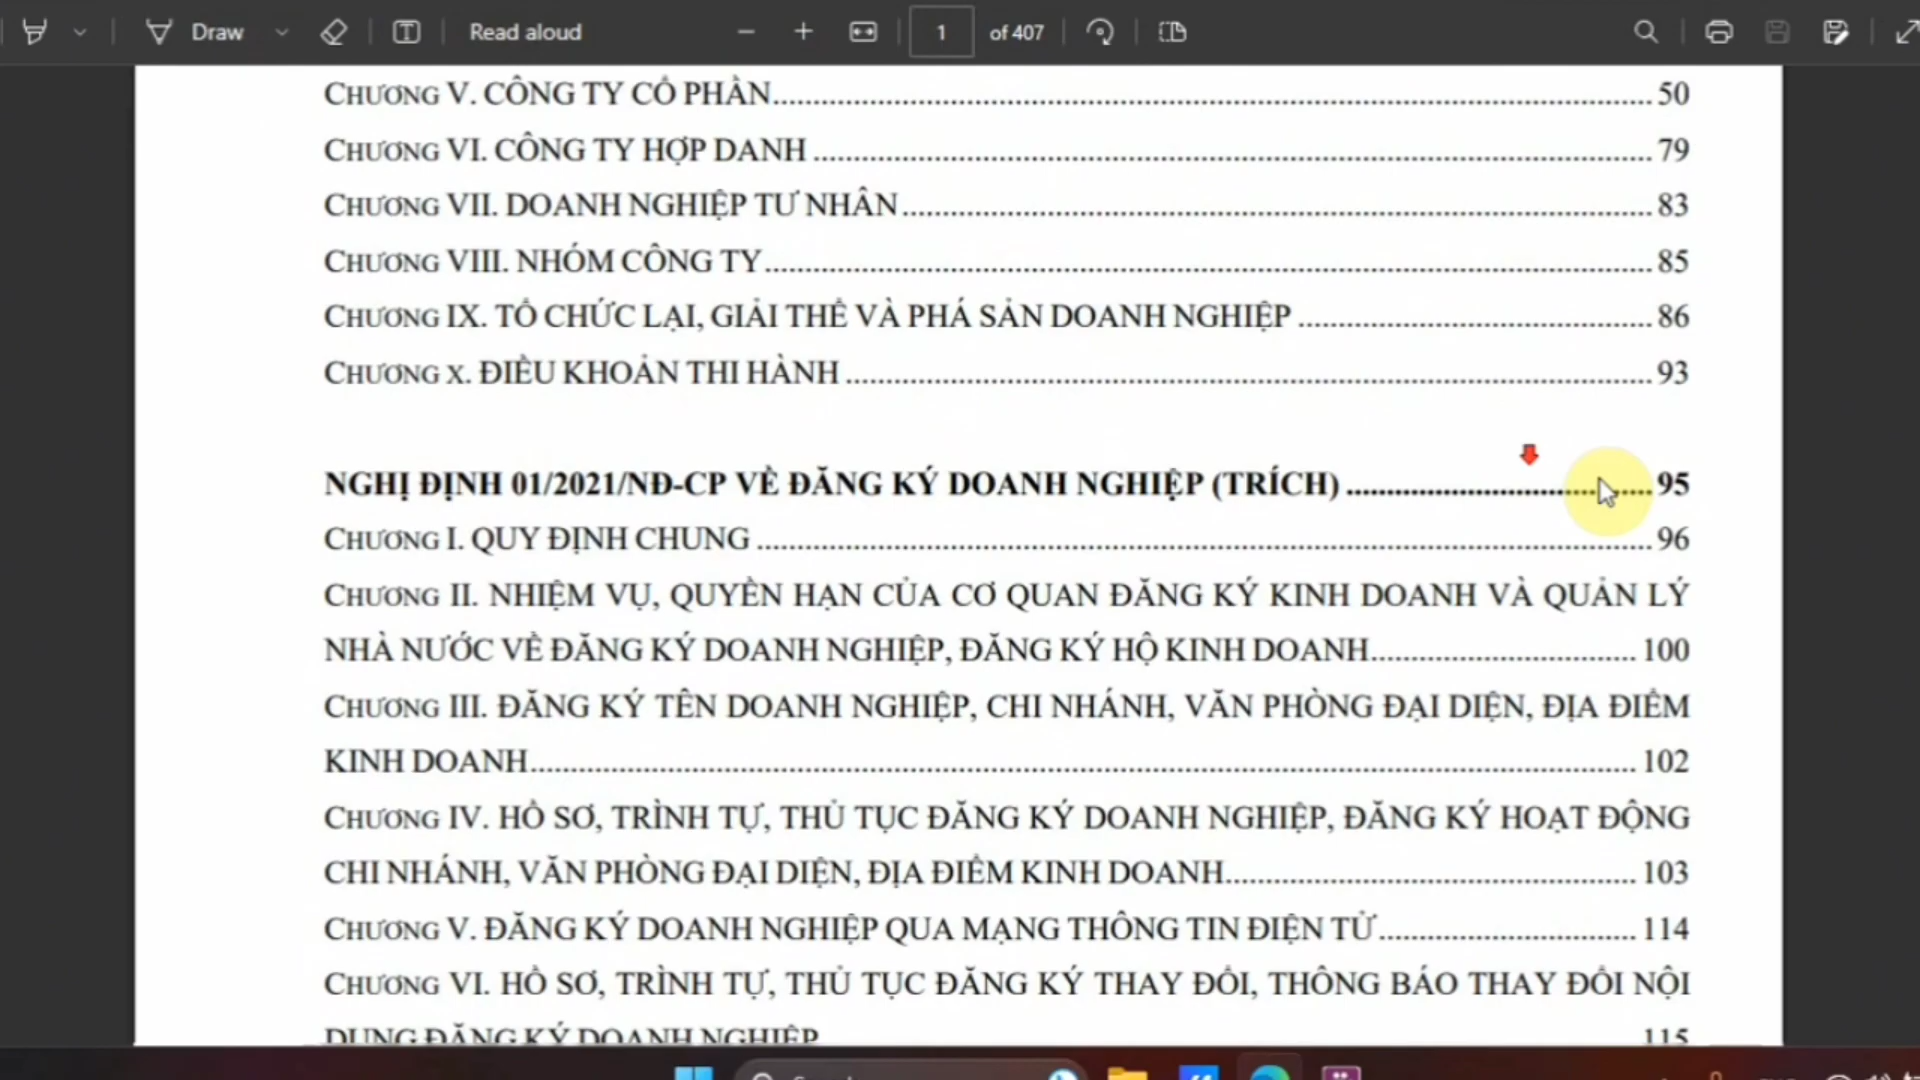 Draw
Read aloud
1 of 407
CHƯƠNG V. CÔNG TY CỔ PHẦN............50
CHƯƠNG VI. CÔNG TY HỢP DANH............79
CHƯƠNG VII. DOANH NGHIỆP TƯ NHÂN............83
CHƯƠNG VIII. NHÓM CÔNG TY............85
CHƯƠNG IX. TỔ CHỨC LẠI, GIẢI THỂ VÀ PHÁ SẢN DOANH NGHIỆP............86
CHƯƠNG X. ĐIỀU KHOẢN THI HÀNH............93
NGHỊ ĐỊNH 01/2021/NĐ-CP VỀ ĐĂNG KÝ DOANH NGHIỆP (TRÍCH)............95
CHƯƠNG I. QUY ĐỊNH CHUNG............96
CHƯƠNG II. NHIỆM VỤ, QUYỀN HẠN CỦA CƠ QUAN ĐĂNG KÝ KINH DOANH VÀ QUẢN LÝ
NHÀ NƯỚC VỀ ĐĂNG KÝ DOANH NGHIỆP, ĐĂNG KÝ HỘ KINH DOANH............100
CHƯƠNG III. ĐĂNG KÝ TÊN DOANH NGHIỆP, CHI NHÁNH, VĂN PHÒNG ĐẠI DIỆN, ĐỊA ĐIỂM
KINH DOANH............102
CHƯƠNG IV. HỒ SƠ, TRÌNH TỰ, THỦ TỤC ĐĂNG KÝ DOANH NGHIỆP, ĐĂNG KÝ HOẠT ĐỘNG
CHI NHÁNH, VĂN PHÒNG ĐẠI DIỆN, ĐỊA ĐIỂM KINH DOANH............103
CHƯƠNG V. ĐĂNG KÝ DOANH NGHIỆP QUA MẠNG THÔNG TIN ĐIỆN TỬ............114
CHƯƠNG VI. HỒ SƠ, TRÌNH TỰ, THỦ TỤC ĐĂNG KÝ THAY ĐỔI, THÔNG BÁO THAY ĐỔI NỘI
DUNG ĐĂNG KÝ DOANH NGHIỆP............115